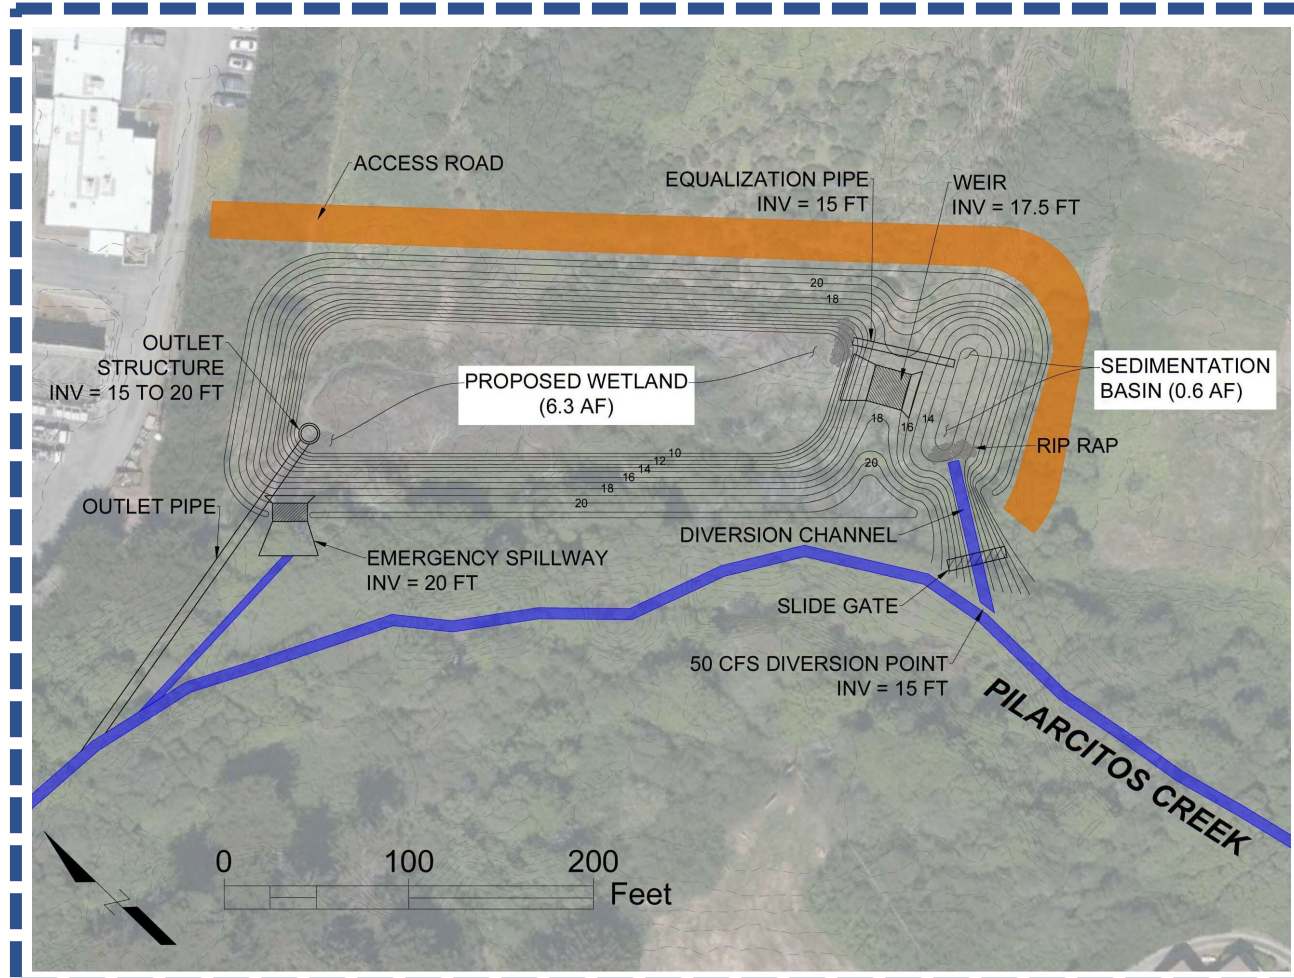 ACCESS ROAD
EQUALIZATION PIPE
INV = 15 FT
WEIR
INV = 17.5 FT
20
18
OUTLET
STRUCTURE
INV = 15 TO 20 FT
PROPOSED WETLAND
(6.3 AF)
SEDIMENTATION
BASIN (0.6 AF)
18
16
14
RIP RAP
10
12
14
16
18
20
20
OUTLET PIPE
EMERGENCY SPILLWAY
INV = 20 FT
DIVERSION CHANNEL
SLIDE GATE
50 CFS DIVERSION POINT
INV = 15 FT
PILARCITOS CREEK
0 100 200
Feet